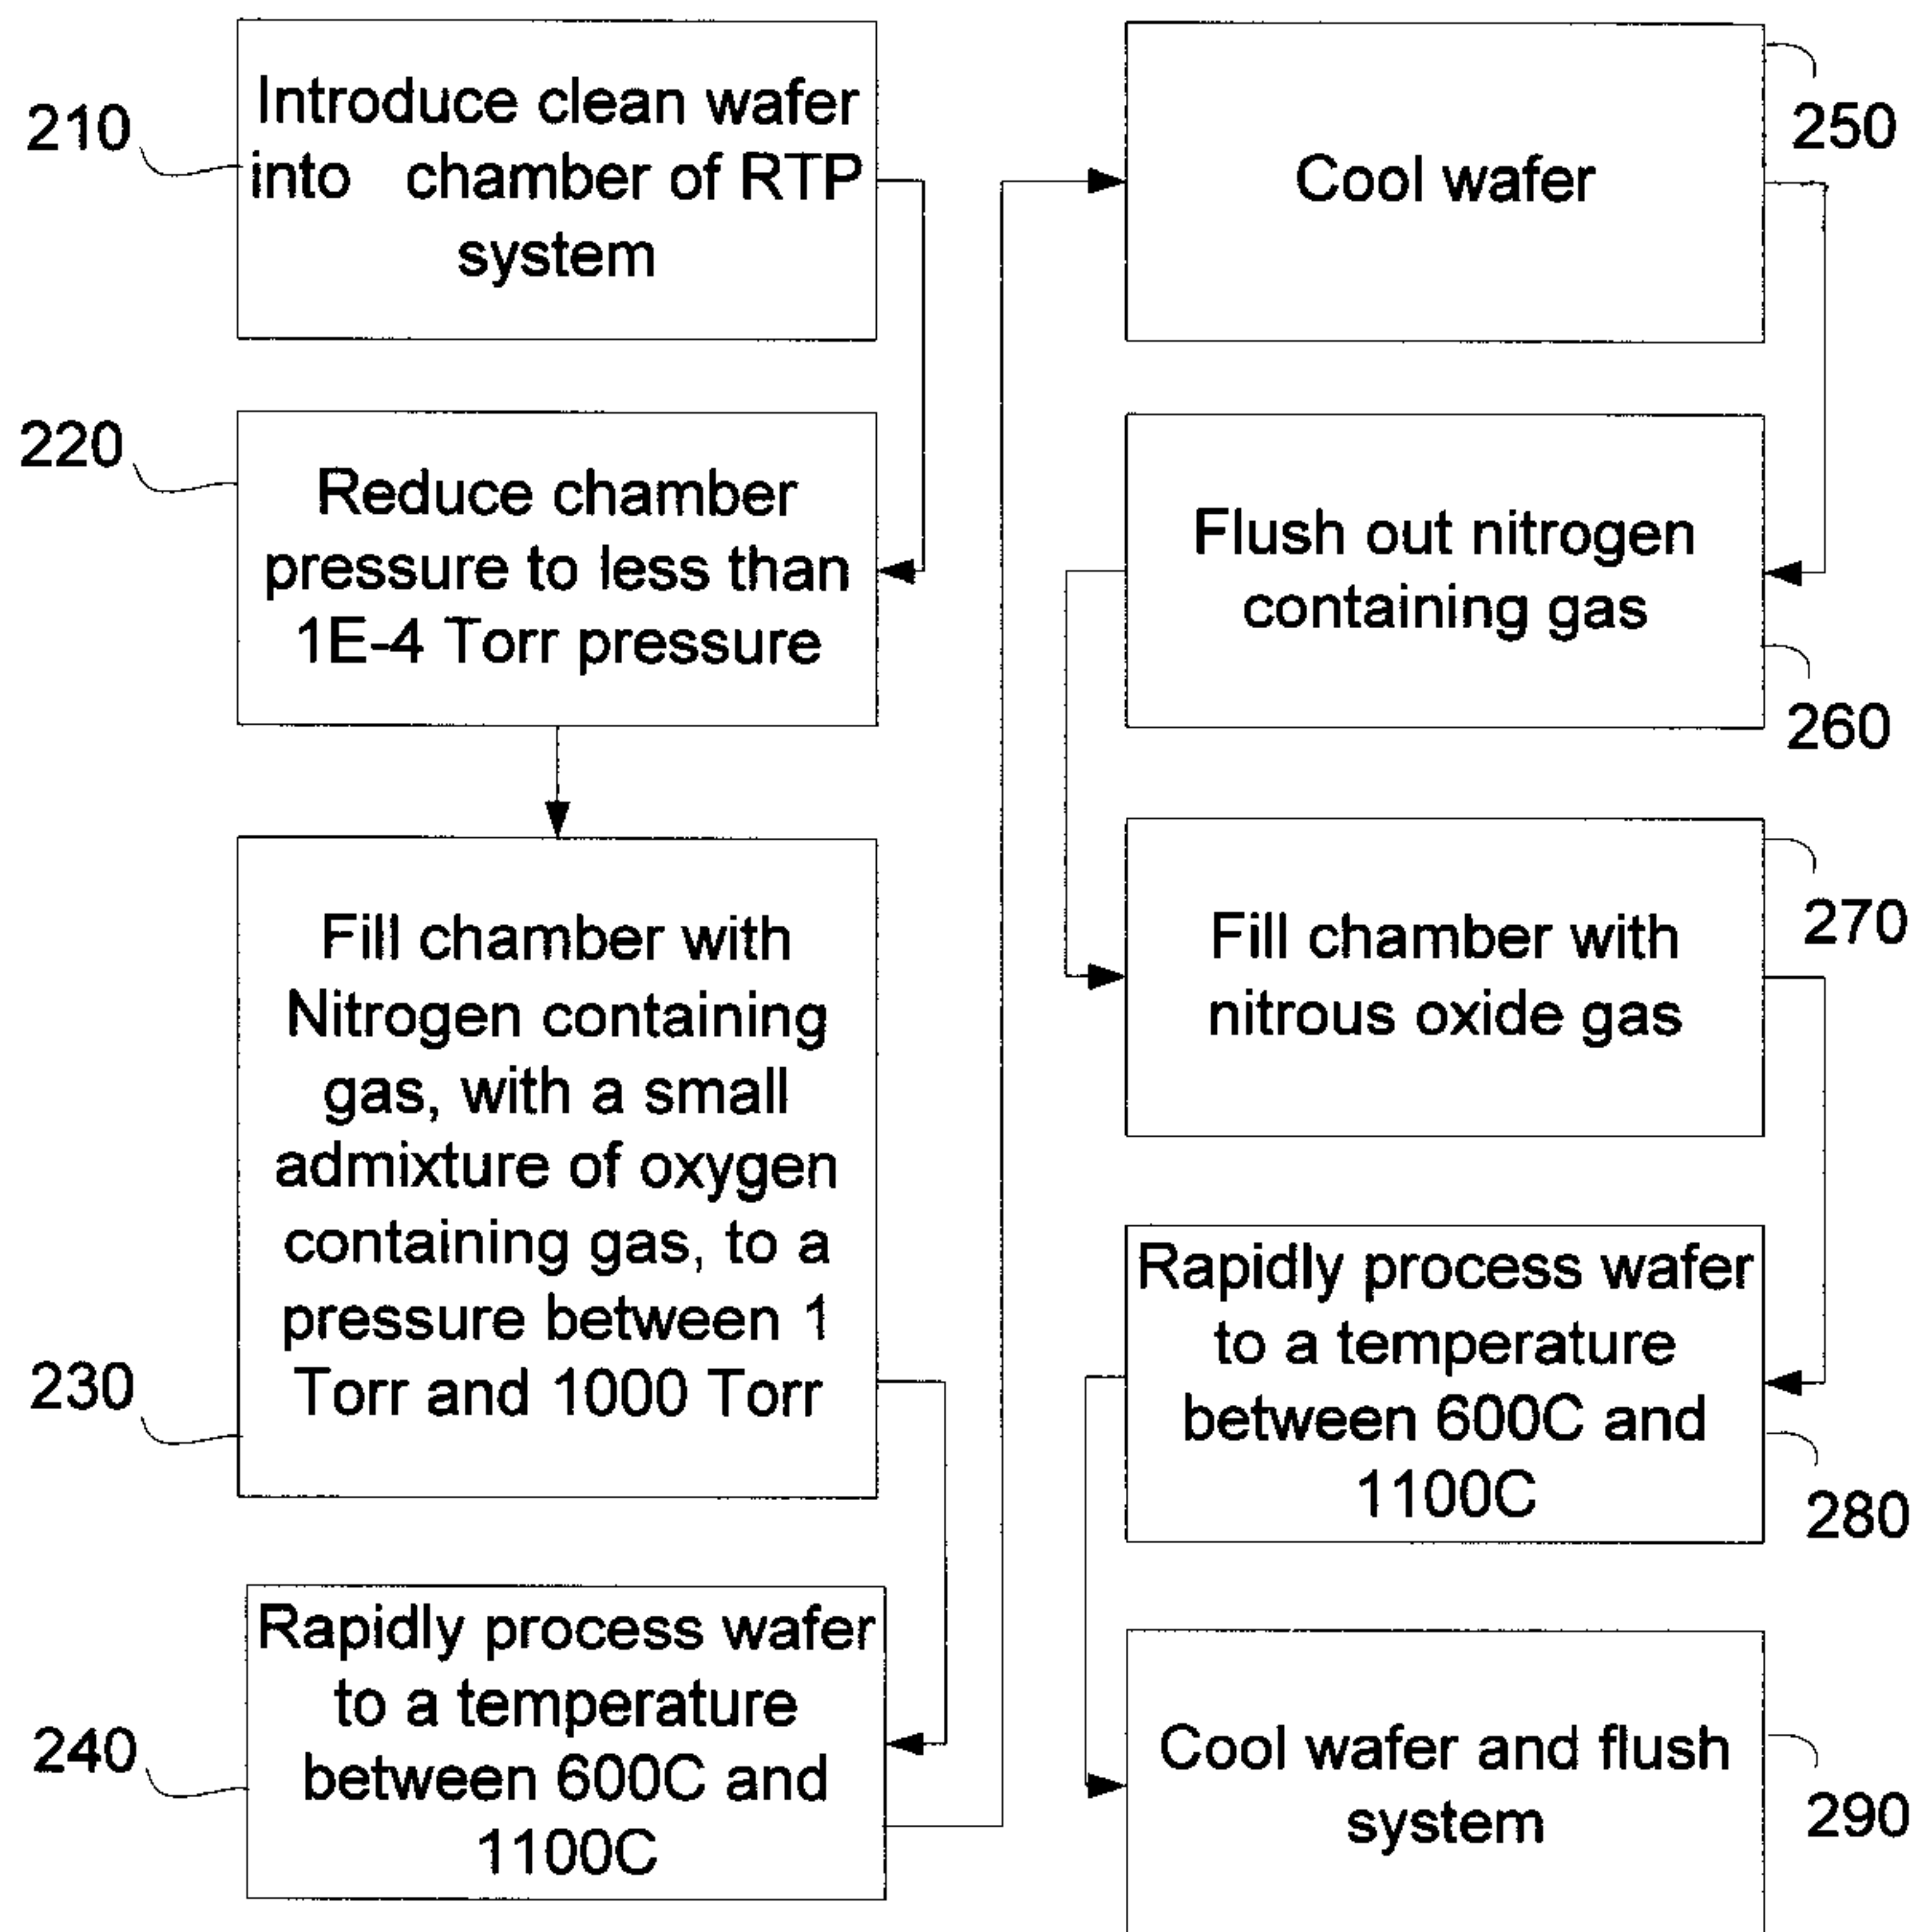 210
Introduce clean wafer
into chamber of RTP
system
220
Reduce chamber
pressure to less than
1E-4 Torr pressure
Fill chamber with
Nitrogen containing
gas, with a small
admixture of oxygen
containing gas, to a
pressure between 1
Torr and 1000 Torr
230
Rapidly process wafer
to a temperature
between 600C and
1100C
240
250
Cool wafer
Flush out nitrogen
containing gas
260
Fill chamber with
nitrous oxide gas
270
Rapidly process wafer
to a temperature
between 600C and
1100C
280
Cool wafer and flush
system
290